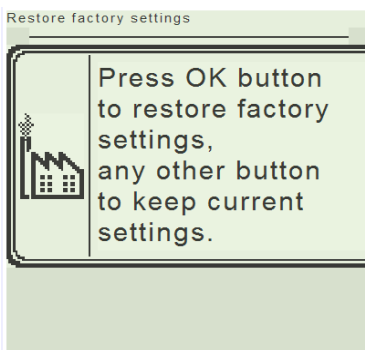 Restore factory settings
Press OK button
to restore factory
settings,
any other button
to keep current
settings.